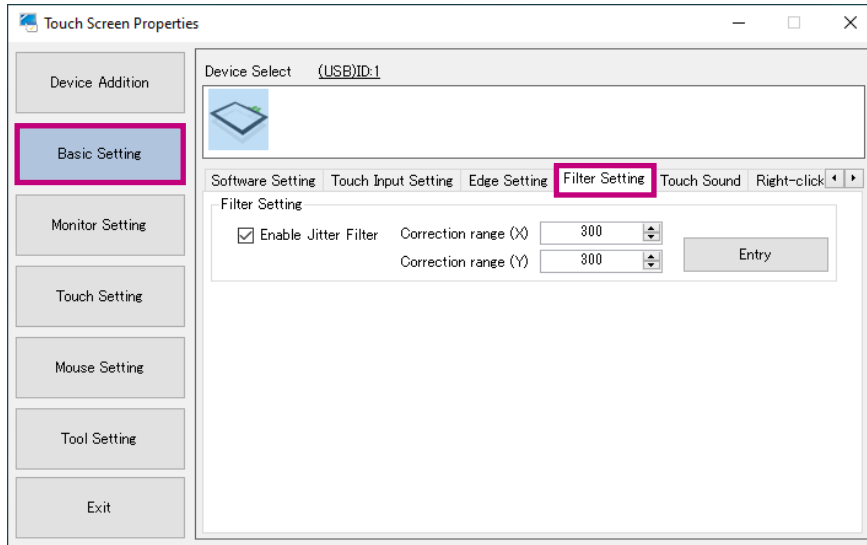 Touch Screen Properties
Device Addition
Basic Setting
Monitor Setting
Touch Setting
Mouse Setting
Tool Setting
Exit
Device Select (USB)ID:1
Software Setting Touch Input Setting Edge Setting Filter Setting Touch Sound Right-click
Filter Setting
Enable Jitter Filter Correction range (X) 300
Correction range (Y) 300
Entry